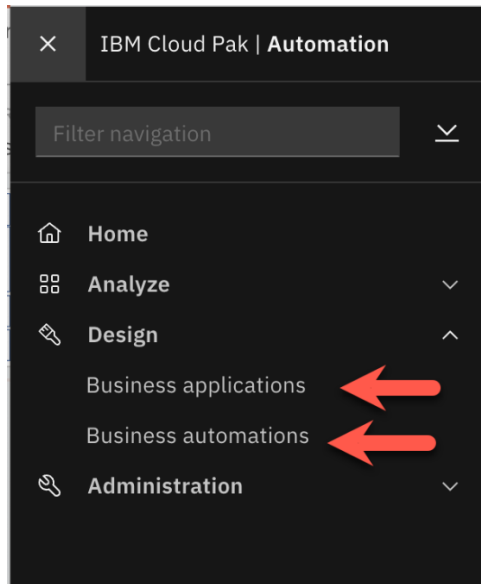 IBM Cloud Pak | Automation
Filter navigation
Home
Analyze
Design
Business applications
Business automations
Administration